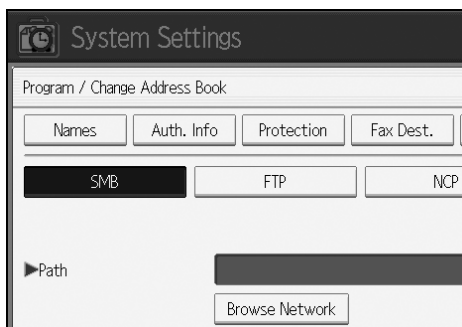 System Settings
Program / Change Address Book
Names Auth. Info Protection Fax Dest.
SMB FTP NCP
▶Path
Browse Network